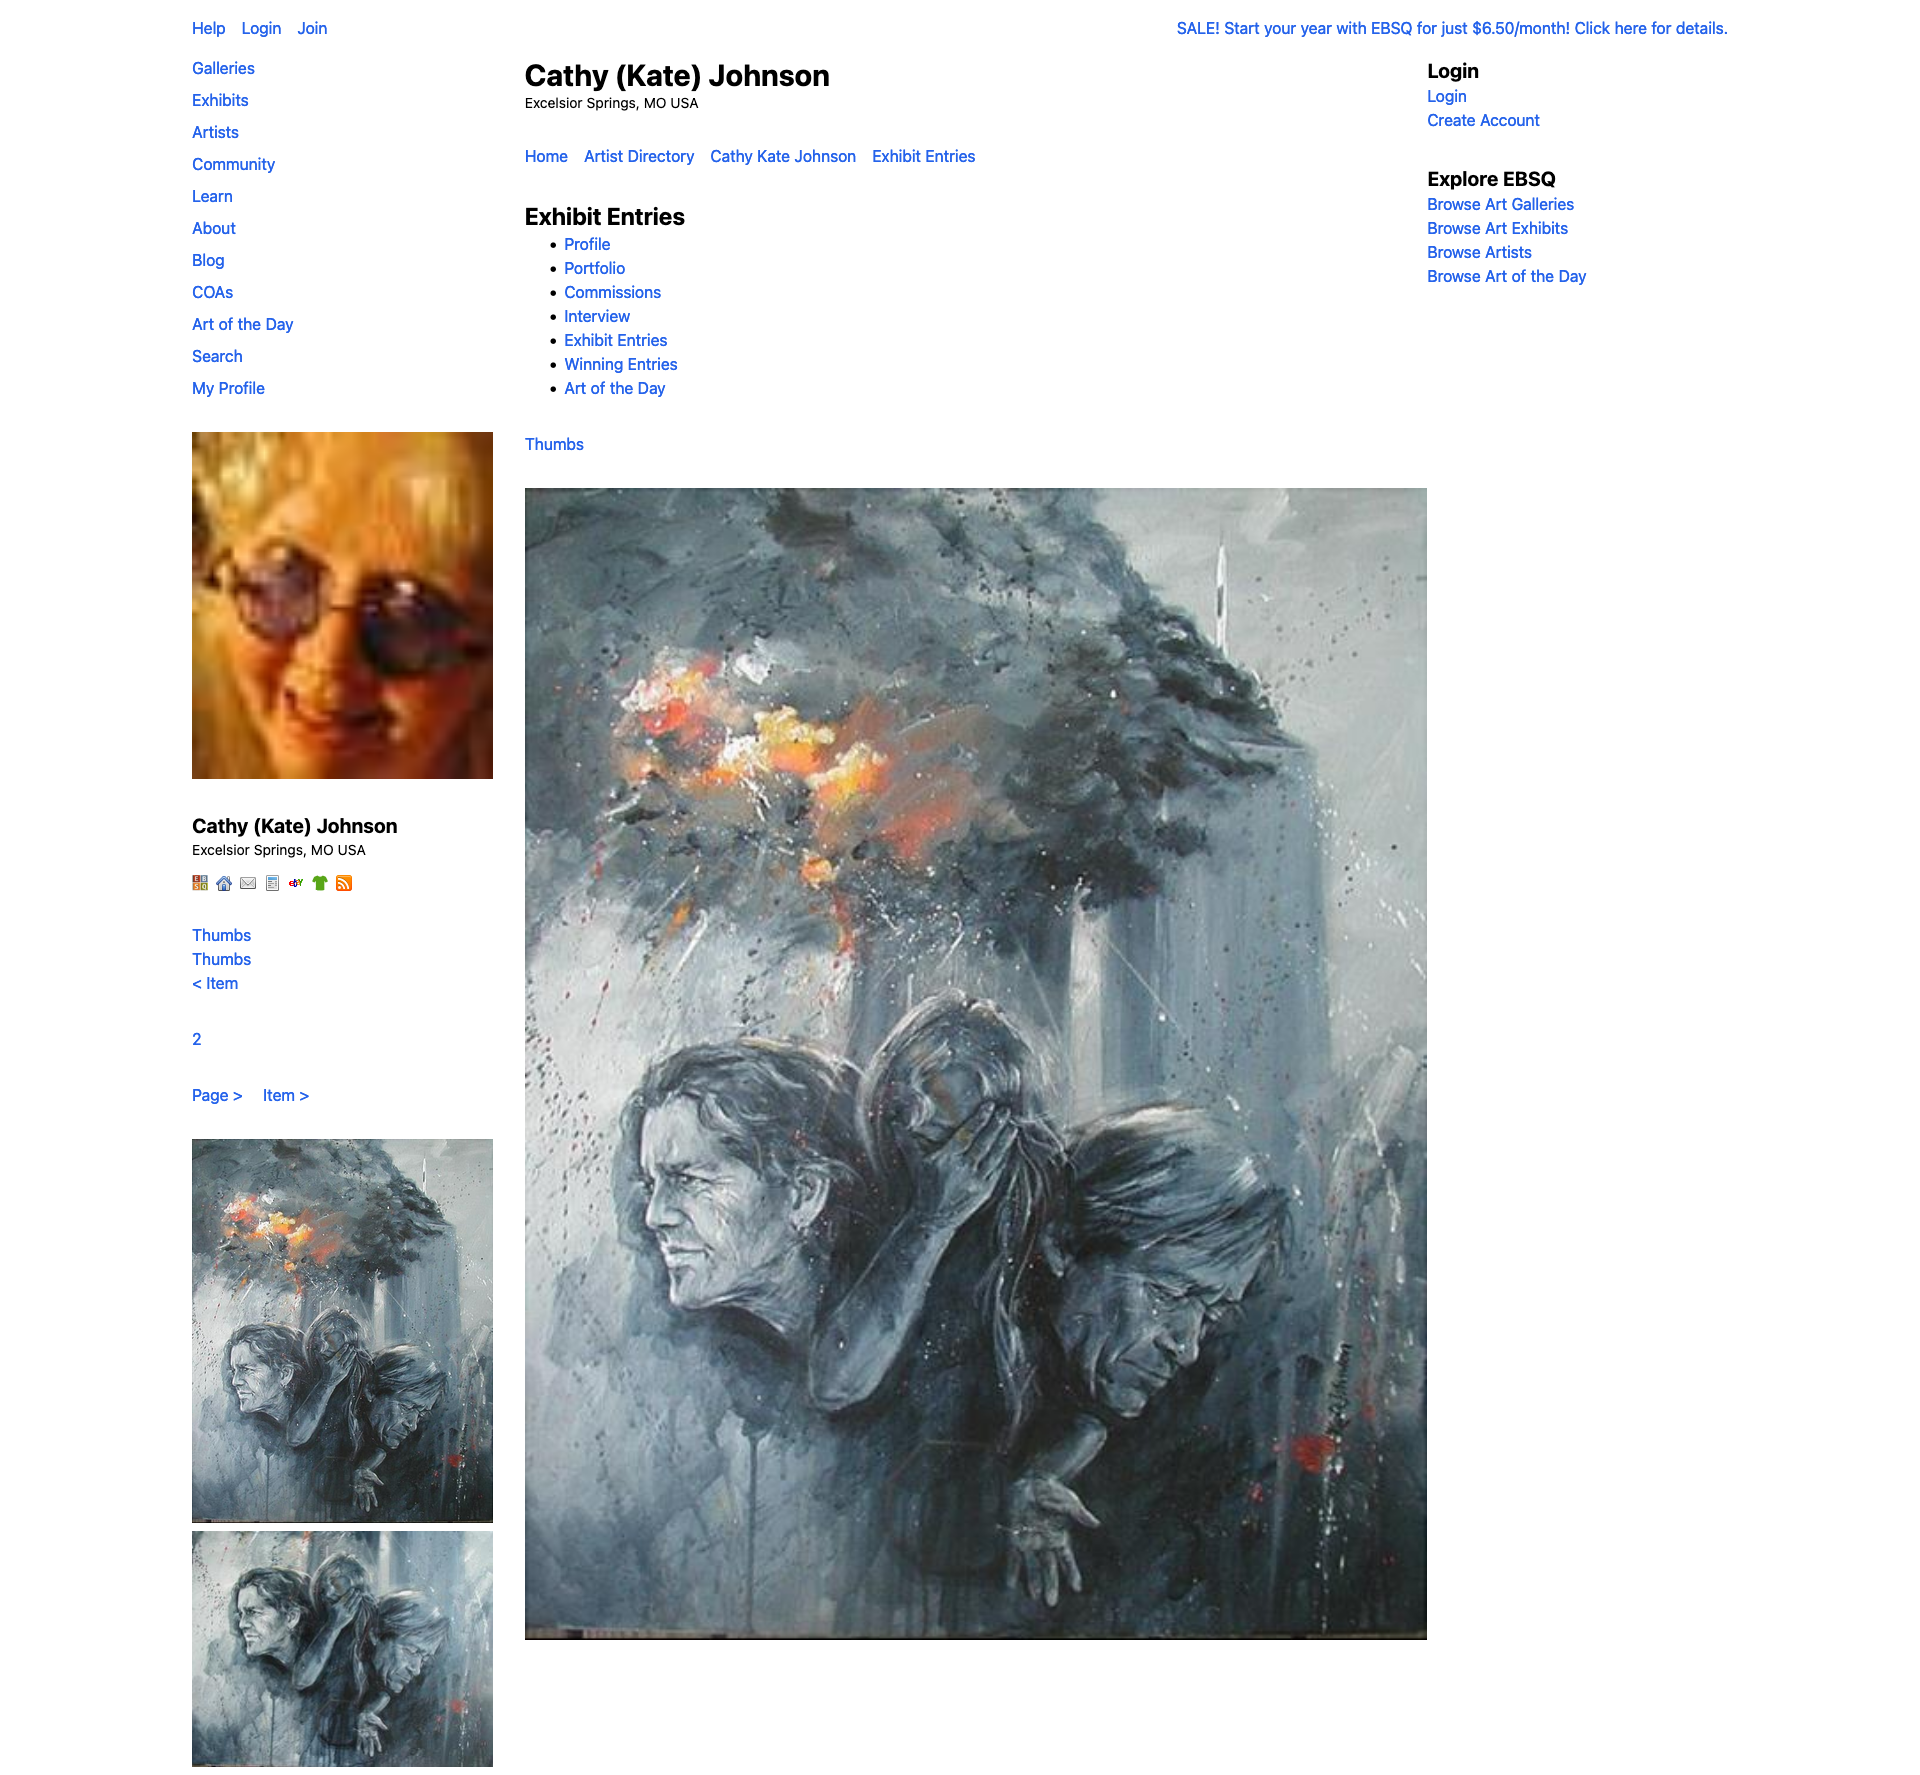 Help Login Join
SALE! Start your year with EBSQ for just $6.50/month! Click here for details.
Galleries
Exhibits
Artists
Community
Learn
About
Blog
COAs
Art of the Day
Search
My Profile
Cathy (Kate) Johnson
Excelsior Springs, MO USA
Thumbs
Thumbs
< Item
2
Page > Item >
Cathy (Kate) Johnson
Excelsior Springs, MO USA
Home Artist Directory Cathy Kate Johnson Exhibit Entries
Exhibit Entries
• Profile
• Portfolio
• Commissions
• Interview
• Exhibit Entries
• Winning Entries
• Art of the Day
Thumbs
Login
Login
Create Account
Explore EBSQ
Browse Art Galleries
Browse Art Exhibits
Browse Artists
Browse Art of the Day